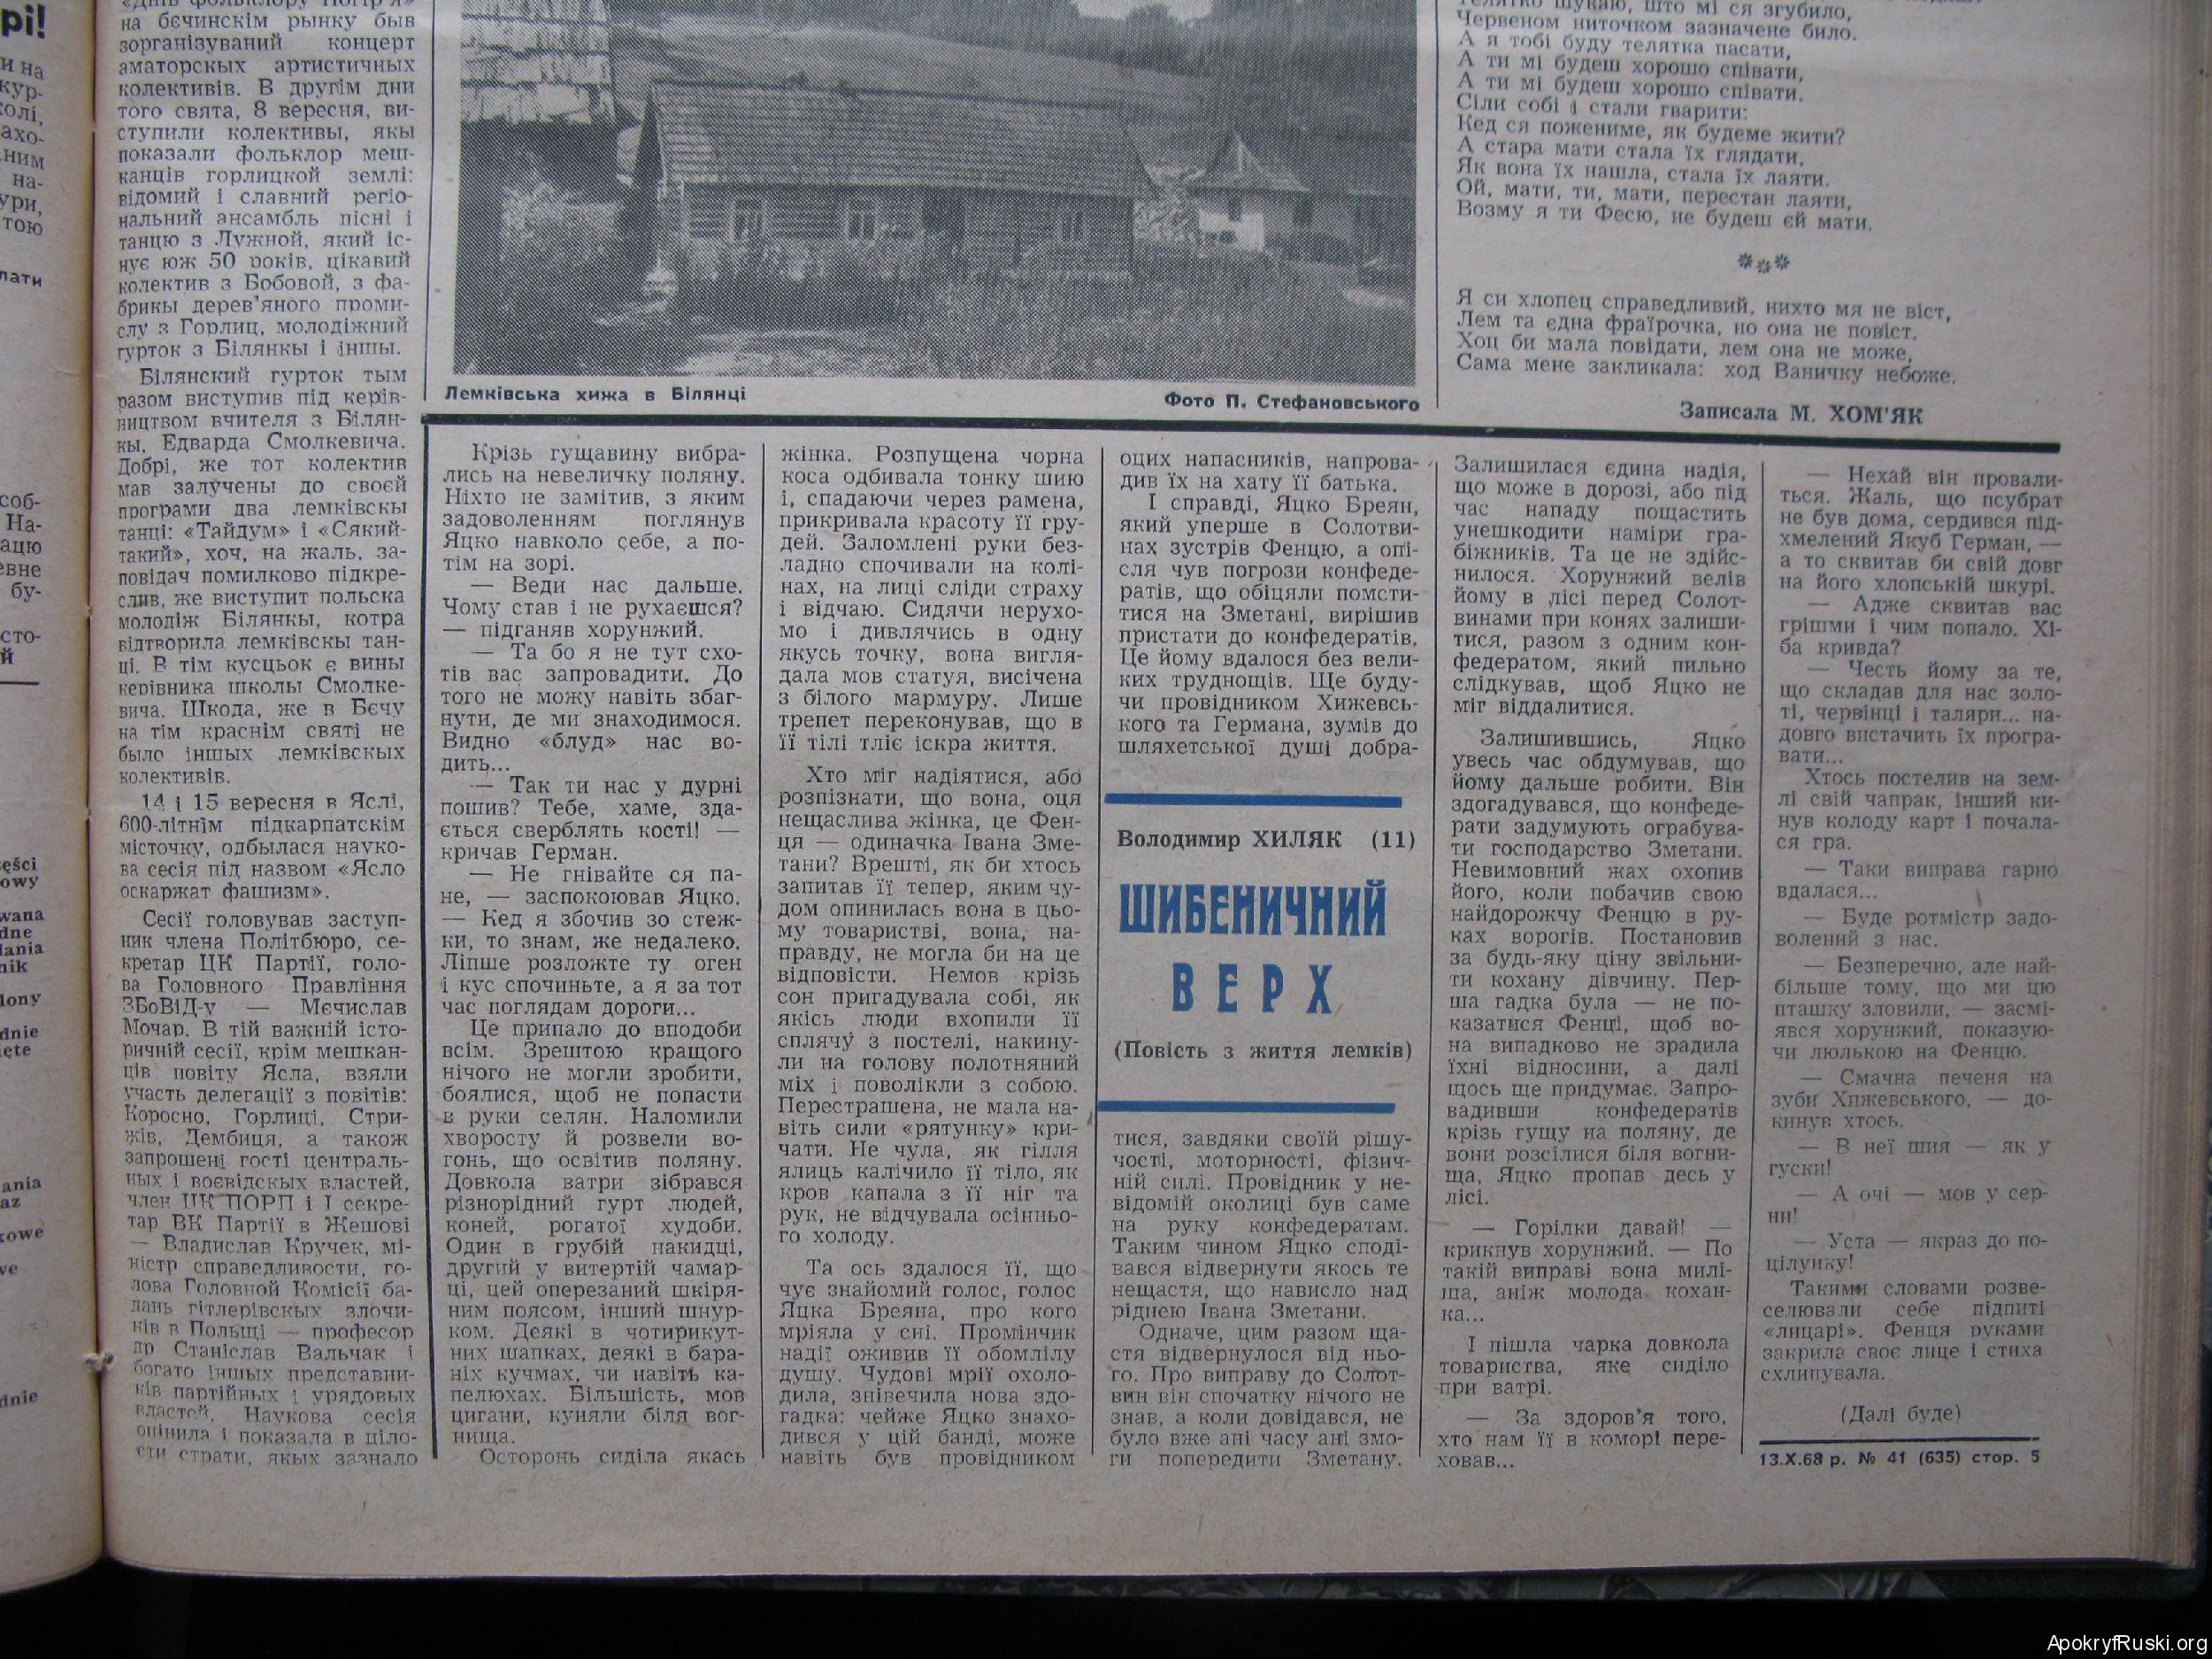 рі!
и на
кур-
колі,
ним
на-
ури,
тою
соб-
На-
ацію
бу-
сто-
й
części
owy
wana
dne
nik
dnie
ania
az
kowe
dnie
на бєчинскім рынку быв
зорганізуваний концерт
аматорскых артистичных
колективів. В другім дни
того свята, 8 вересня, ви-
ступили колективы, якы
показали фольклор меш-
канців горлицкой землі:
відомий і славний регіо-
нальний ансамбль пісні і
танцю з Лужной, який іс-
нує юж 50 років, цікавий
колектив з Бобовой, з фа-
брикы дерев'яного проми-
слу з Горлиц, молодіжний
гурток з Білянкы і іншы.
Білянский гурток тым
разом виступив під керів-
ництвом вчителя з Білян-
кы, Едварда Смолкевича.
Добрі, же тот колектив
мав залучены до своєй
програми два лемківскы
танці: «Тайдум» і «Сякий-
такий», хоч, на жаль, за-
повідач помилково підкре-
слив, же виступит польска
молодіж Білянкы, котра
відтворила лемківскы тан-
ці. В тім кусцьок є вины
керівника школы Смолке-
вича. Шкода, же в Бєчу
на тім краснім святі не
было іншых лемківскых
колективів.
14 і 15 вересня в Яслі,
600-літнім підкарпатскім
місточку, одбылася науко-
ва сесія під назвом «Ясло
оскаржат фашизм».
Сесії головував заступ-
ник члена Політбюро, се-
кретар ЦК Партії, голо-
ва Головного Правління
ЗБоВіД-у — Мєчислав
Мочар. В тій важній істо-
ричній сесії, крім мешкан-
ців повіту Ясла, взяли
участь делегації з повітів:
Коросно, Горлиці, Стри-
жів, Дембиця, а також
запрошені гості централь-
ных і воєвідскых властей,
член ЦК ПОРП і І секре-
тар ВК Партії в Жешові
— Владислав Кручек, мі-
ністр справедливости, го-
лова Головной Комісії ба-
дань гітлерівскых злочи-
нів в Польщі — професор
др Станіслав Вальчак і
богато іншых представни-
ків партійных і урядовых
властей. Наукова сесія
оцінила і показала в ціло-
сти страти, якых зазнало
Лемківська хижа в Білянці
Фото П. Стефановського
Телятко шукаю, што мі ся згубило,
Червеном ниточком зазначене било.
А я тобі буду телятка пасати,
А ти мі будеш хорошо співати,
А ти мі будеш хорошо співати.
Сіли собі і стали гварити:
Кед ся пожениме, як будеме жити?
А стара мати стала їх глядати,
Як вона їх нашла, стала їх лаяти.
Ой, мати, ти, мати, перестан лаяти,
Возму я ти Фесю, не будеш єй мати.
***
Я си хлопец справедливий, нихто мя не віст,
Лем та єдна фраїрочка, но она не повіст.
Хоц би мала повідати, лем она не може,
Сама мене закликала: ход Ваничку небоже.
Записала М. ХОМ'ЯК
Крізь гущавину вибра-
лись на невеличку поляну.
Ніхто не замітив, з яким
задоволенням поглянув
Яцко навколо себе, а по-
тім на зорі.
— Веди нас дальше.
Чому став і не рухаєшся?
— підганяв хорунжий.
— Та бо я не тут схо-
тів вас запровадити. До
того не можу навіть збаг-
нути, де ми знаходимося.
Видно «блуд» нас во-
дить...
— Так ти нас у дурні
пошив? Тебе, хаме, зда-
ється сверблять кості! —
кричав Герман.
— Не гнівайте ся па-
не, — заспокоював Яцко.
— Кед я збочив зо стеж-
ки, то знам, же недалеко.
Ліпше розложте ту оген
і кус спочиньте, а я за тот
час поглядам дороги...
Це припало до вподоби
всім. Зрештою кращого
нічого не могли зробити,
боялися, щоб не попасти
в руки селян. Наломили
хворосту й розвели во-
гонь, що освітив поляну.
Довкола ватри зібрався
різнорідний гурт людей,
коней, рогатої худоби.
Один в грубій накидці,
другий у витертій чамар-
ці, цей оперезаний шкіря-
ним поясом, інший шнур-
ком. Деякі в чотирикут-
них шапках, деякі в бара-
ніх кучмах, чи навіть ка-
пелюхах. Більшість, мов
цигани, куняли біля вог-
нища.
Осторонь сиділа якась
жінка. Розпущена чорна
коса одбивала тонку шию
і, спадаючи через рамена,
прикривала красоту її гру-
дей. Заломлені руки без-
ладно спочивали на колі-
нах, на лиці сліди страху
і відчаю. Сидячи нерухо-
мо і дивлячись в одну
якусь точку, вона вигля-
дала мов статуя, висічена
з білого мармуру. Лише
трепет переконував, що в
її тілі тліє іскра життя.
Хто міг надіятися, або
розпізнати, що вона, оця
нещаслива жінка, це Фен-
ця — одиначка Івана Зме-
тани? Врешті, як би хтось
запитав її тепер, яким чу-
дом опинилась вона в цьо-
му товаристві, вона, на-
правду, не могла би на це
відповісти. Немов крізь
сон пригадувала собі, як
якісь люди вхопили її
сплячу з постелі, накину-
ли на голову полотняний
міх і поволікли з собою.
Перестрашена, не мала на-
віть сили «рятунку» кри-
чати. Не чула, як гілля
ялиць калічило її тіло, як
кров капала з її ніг та
рук, не відчувала осінньо-
го холоду.
Та ось здалося її, що
чує знайомий голос, голос
Яцка Бреяна, про кого
мріяла у сні. Промінчик
надії оживив її обомлілу
душу. Чудові мрії охоло-
дила, знівечила нова здо-
гадка: чейже Яцко знахо-
дився у цій банді, може
навіть був провідником
оцих напасників, напрова-
див їх на хату її батька.
І справді, Яцко Бреян,
який уперше в Солотви-
нах зустрів Фенцю, а опі-
сля чув погрози конфеде-
ратів, що обіцяли помсти-
тися на Зметані, вирішив
пристати до конфедератів.
Це йому вдалося без вели-
ких труднощів. Ще буду-
чи провідником Хижевсь-
кого та Германа, зумів до
шляхетської душі добра-
Володимир ХИЛЯК (11)
ШИБЕНИЧНИЙ
ВЕРХ
(Повість з життя лемків)
тися, завдяки своїй рішу-
чості, моторності, фізич-
ній силі. Провідник у не-
відомій околиці був саме
на руку конфедератам.
Таким чином Яцко споді-
вався відвернути якось те
нещастя, що нависло над
ріднею Івана Зметани.
Одначе, цим разом ща-
стя відвернулося від ньо-
го. Про виправу до Солот-
вин він спочатку нічого не
знав, а коли довідався, не
було вже ані часу ані змо-
ги попередити Зметану.
Залишилася єдина надія,
що може в дорозі, або під
час нападу пощастить
унешкодити наміри гра-
біжників. Та це не здійс-
нилося. Хорунжий велів
йому в лісі перед Солот-
винами при конях залиши-
тися, разом з одним кон-
федератом, який пильно
слідкував, щоб Яцко не
міг віддалитися.
Залишившись, Яцко
увесь час обдумував, що
йому дальше робити. Він
здогадувався, що конфеде-
рати задумують ограбува-
ти господарство Зметани.
Невимовний жах охопив
його, коли побачив свою
найдорожчу Фенцю в ру-
ках ворогів. Постановив
за будь-яку ціну звільни-
ти кохану дівчину. Пер-
ша гадка була — не по-
казатися Фенці, щоб во-
на випадково не зрадила
їхні відносини, а далі
щось ще придумає. Запро-
вадивши конфедератів
крізь гущу на поляну, де
вони розсілися біля вогни-
ща, Яцко пропав десь у
лісі.
— Горілки давай! —
крикнув хорунжий. — По
такій виправі вона милі-
ша, аніж молода кохан-
ка...
І пішла чарка довкола
товариства, яке сиділо
при ватрі.
— За здоров'я того,
хто нам її в коморі пере-
ховав...
— Нехай він провали-
ться. Жаль, що псубрат
не був дома, сердився під-
хмелений Якуб Герман, —
а то сквитав би свій довг
на його хлопській шкурі.
— Адже сквитав вас
грішми і чим попало. Хі-
ба кривда?
— Честь йому за те,
що складав для нас золо-
ті, червінці і таляри... на-
довго вистачить їх програ-
вати...
Хтось постелив на зем-
лі свій чапрак, інший ки-
нув колоду карт і почала-
ся гра.
— Таки виправа гарно
вдалася...
— Буде ротмістр задо-
волений з нас.
— Безперечно, але най-
більше тому, що ми цю
пташку зловили, — засмі-
явся хорунжий, показую-
чи люлькою на Фенцю.
— Смачна печеня на
зуби Хижевського, — до-
кинув хтось.
— В неї шия — як у
гуски!
— А очі — мов у сер-
ни!
— Уста — якраз до по-
цілунку!
Такими словами розве-
селювали себе підпиті
«лицарі». Фенця руками
закрила своє лице і стиха
схлипувала.
(Далі буде)
13.X.68 р. № 41 (635) стор. 5
ApokryfRuski.org